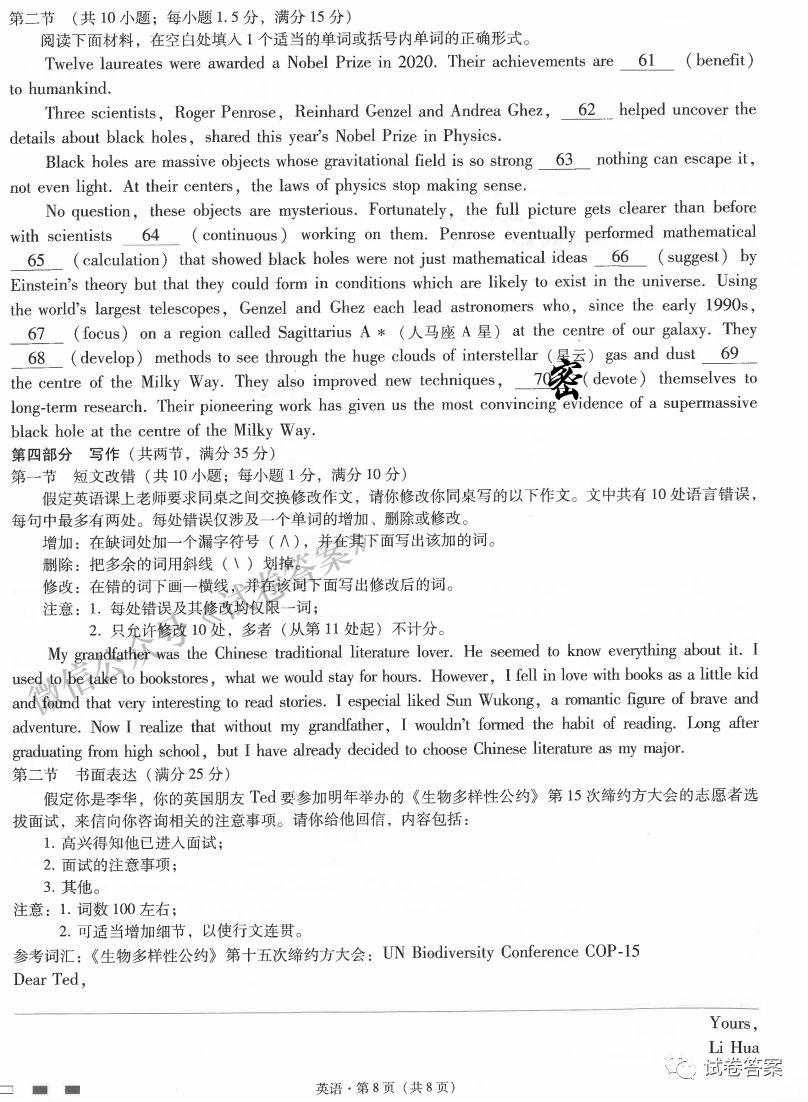 第二节 (共 10 小题;每小题 1.5 分,满分 15 分)
阅读下面材料,在空白处填入 1 个适当的单词或括号内单词的正确形式。
Twelve laureates were awarded a Nobel Prize in 2020. Their achievements are 61 (benefit)
to humankind.
Three scientists, Roger Penrose, Reinhard Genzel and Andrea Ghez, 62 helped uncover the
details about black holes, shared this year's Nobel Prize in Physics.
Black holes are massive objects whose gravitational field is so strong 63 nothing can escape it,
not even light. At their centers, the laws of physics stop making sense.
No question, these objects are mysterious. Fortunately, the full picture gets clearer than before
with scientists 64 (continuous) working on them. Penrose eventually performed mathematical
65 (calculation) that showed black holes were not just mathematical ideas 66 (suggest) by
Einstein's theory but that they could form in conditions which are likely to exist in the universe. Using
the world's largest telescopes, Genzel and Ghez each lead astronomers who, since the early 1990s,
67 (focus) on a region called Sagittarius A * (人马座 A 星) at the centre of our galaxy. They
68 (develop) methods to see through the huge clouds of interstellar (星云) gas and dust 69
the centre of the Milky Way. They also improved new techniques, 70 密 (devote) themselves to
long-term research. Their pioneering work has given us the most convincing evidence of a supermassive
black hole at the centre of the Milky Way.
第四部分 写作 (共两节,满分 35 分)
第一节 短文改错 (共 10 小题;每小题 1 分,满分 10 分)
假定英语课上老师要求同桌之间交换修改作文,请你修改你同桌写的以下作文。文中共有 10 处语言错误,
每句中最多有两处。每处错误仅涉及一个单词的增加、删除或修改。
增加:在缺词处加一个漏字符号 (∧),并在其下面写出该加的词。
删除:把多余的词用斜线 (\) 划掉。
修改:在错的词下画一横线,并在该词下面写出修改后的词。
注意:1. 每处错误及其修改均仅限一词;
2. 只允许修改 10 处,多者 (从第 11 处起) 不计分。
My grandfather was the Chinese traditional literature lover. He seemed to know everything about it. I
used to be take to bookstores, what we would stay for hours. However, I fell in love with books as a little kid
and found that very interesting to read stories. I especial liked Sun Wukong, a romantic figure of brave and
adventure. Now I realize that without my grandfather, I wouldn't formed the habit of reading. Long after
graduating from high school, but I have already decided to choose Chinese literature as my major.
第二节 书面表达 (满分 25 分)
假定你是李华,你的英国朋友 Ted 要参加明年举办的《生物多样性公约》第 15 次缔约方大会的志愿者选
拔面试,来信向你咨询相关的注意事项。请你给他回信,内容包括:
1. 高兴得知他已进入面试;
2. 面试的注意事项;
3. 其他。
注意:1. 词数 100 左右;
2. 可适当增加细节,以使行文连贯。
参考词汇:《生物多样性公约》第十五次缔约方大会:UN Biodiversity Conference COP-15
Dear Ted,
Yours,
Li Hua
英语·第 8 页 (共 8 页)
微信公众号《试卷答案》
试卷答案